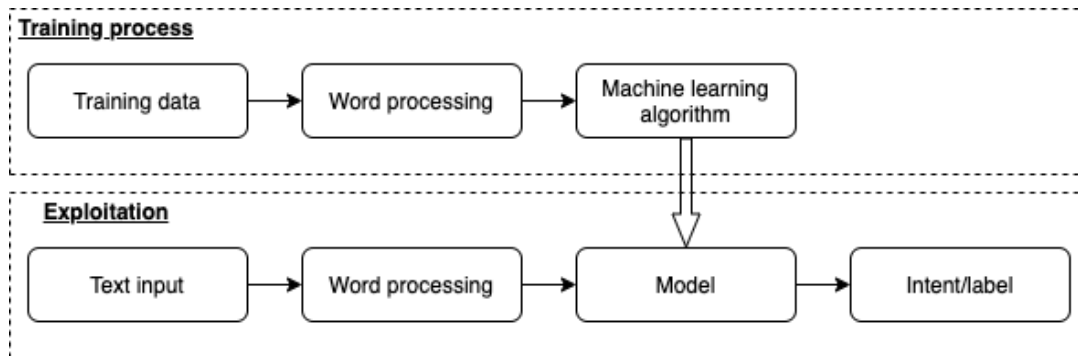 Training process
Training data
Word processing
Machine learning
algorithm
Exploitation
Text input
Word processing
Model
Intent/label